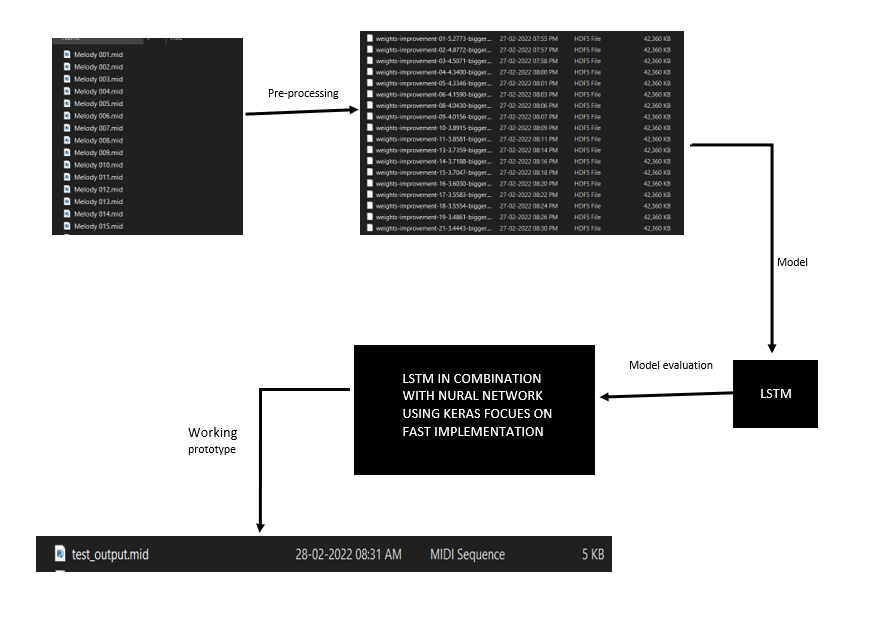 Melody 001.mid
Melody 002.mid
Melody 003.mid
Melody 004.mid
Melody 005.mid
Melody 006.mid
Melody 007.mid
Melody 008.mid
Melody 009.mid
Melody 010.mid
Melody 011.mid
Melody 012.mid
Melody 013.mid
Melody 014.mid
Melody 015.mid
Pre-processing
weights-improvement-01-5.2773-bigger... 27-02-2022 07:55 PM HDF5 File 42,360 KB
weights-improvement-02-4.8772-bigger... 27-02-2022 07:57 PM HDF5 File 42,360 KB
weights-improvement-03-4.5071-bigger... 27-02-2022 07:58 PM HDF5 File 42,360 KB
weights-improvement-04-4.3400-bigger... 27-02-2022 08:00 PM HDF5 File 42,360 KB
weights-improvement-05-4.3346-bigger... 27-02-2022 08:01 PM HDF5 File 42,360 KB
weights-improvement-06-4.1590-bigger... 27-02-2022 08:03 PM HDF5 File 42,360 KB
weights-improvement-08-4.0430-bigger... 27-02-2022 08:06 PM HDF5 File 42,360 KB
weights-improvement-09-4.0156-bigger... 27-02-2022 08:07 PM HDF5 File 42,360 KB
weights-improvement-10-3.8915-bigger... 27-02-2022 08:09 PM HDF5 File 42,360 KB
weights-improvement-11-3.8581-bigger... 27-02-2022 08:11 PM HDF5 File 42,360 KB
weights-improvement-13-3.7359-bigger... 27-02-2022 08:14 PM HDF5 File 42,360 KB
weights-improvement-14-3.7188-bigger... 27-02-2022 08:16 PM HDF5 File 42,360 KB
weights-improvement-15-3.7047-bigger... 27-02-2022 08:18 PM HDF5 File 42,360 KB
weights-improvement-16-3.6030-bigger... 27-02-2022 08:20 PM HDF5 File 42,360 KB
weights-improvement-17-3.5583-bigger... 27-02-2022 08:22 PM HDF5 File 42,360 KB
weights-improvement-18-3.5554-bigger... 27-02-2022 08:24 PM HDF5 File 42,360 KB
weights-improvement-19-3.4861-bigger... 27-02-2022 08:26 PM HDF5 File 42,360 KB
weights-improvement-21-3.4443-bigger... 27-02-2022 08:30 PM HDF5 File 42,360 KB
Model
LSTM
Model evaluation
LSTM IN COMBINATION
WITH NURAL NETWORK
USING KERAS FOCUES ON
FAST IMPLEMENTATION
Working
prototype
test_output.mid 28-02-2022 08:31 AM MIDI Sequence 5 KB